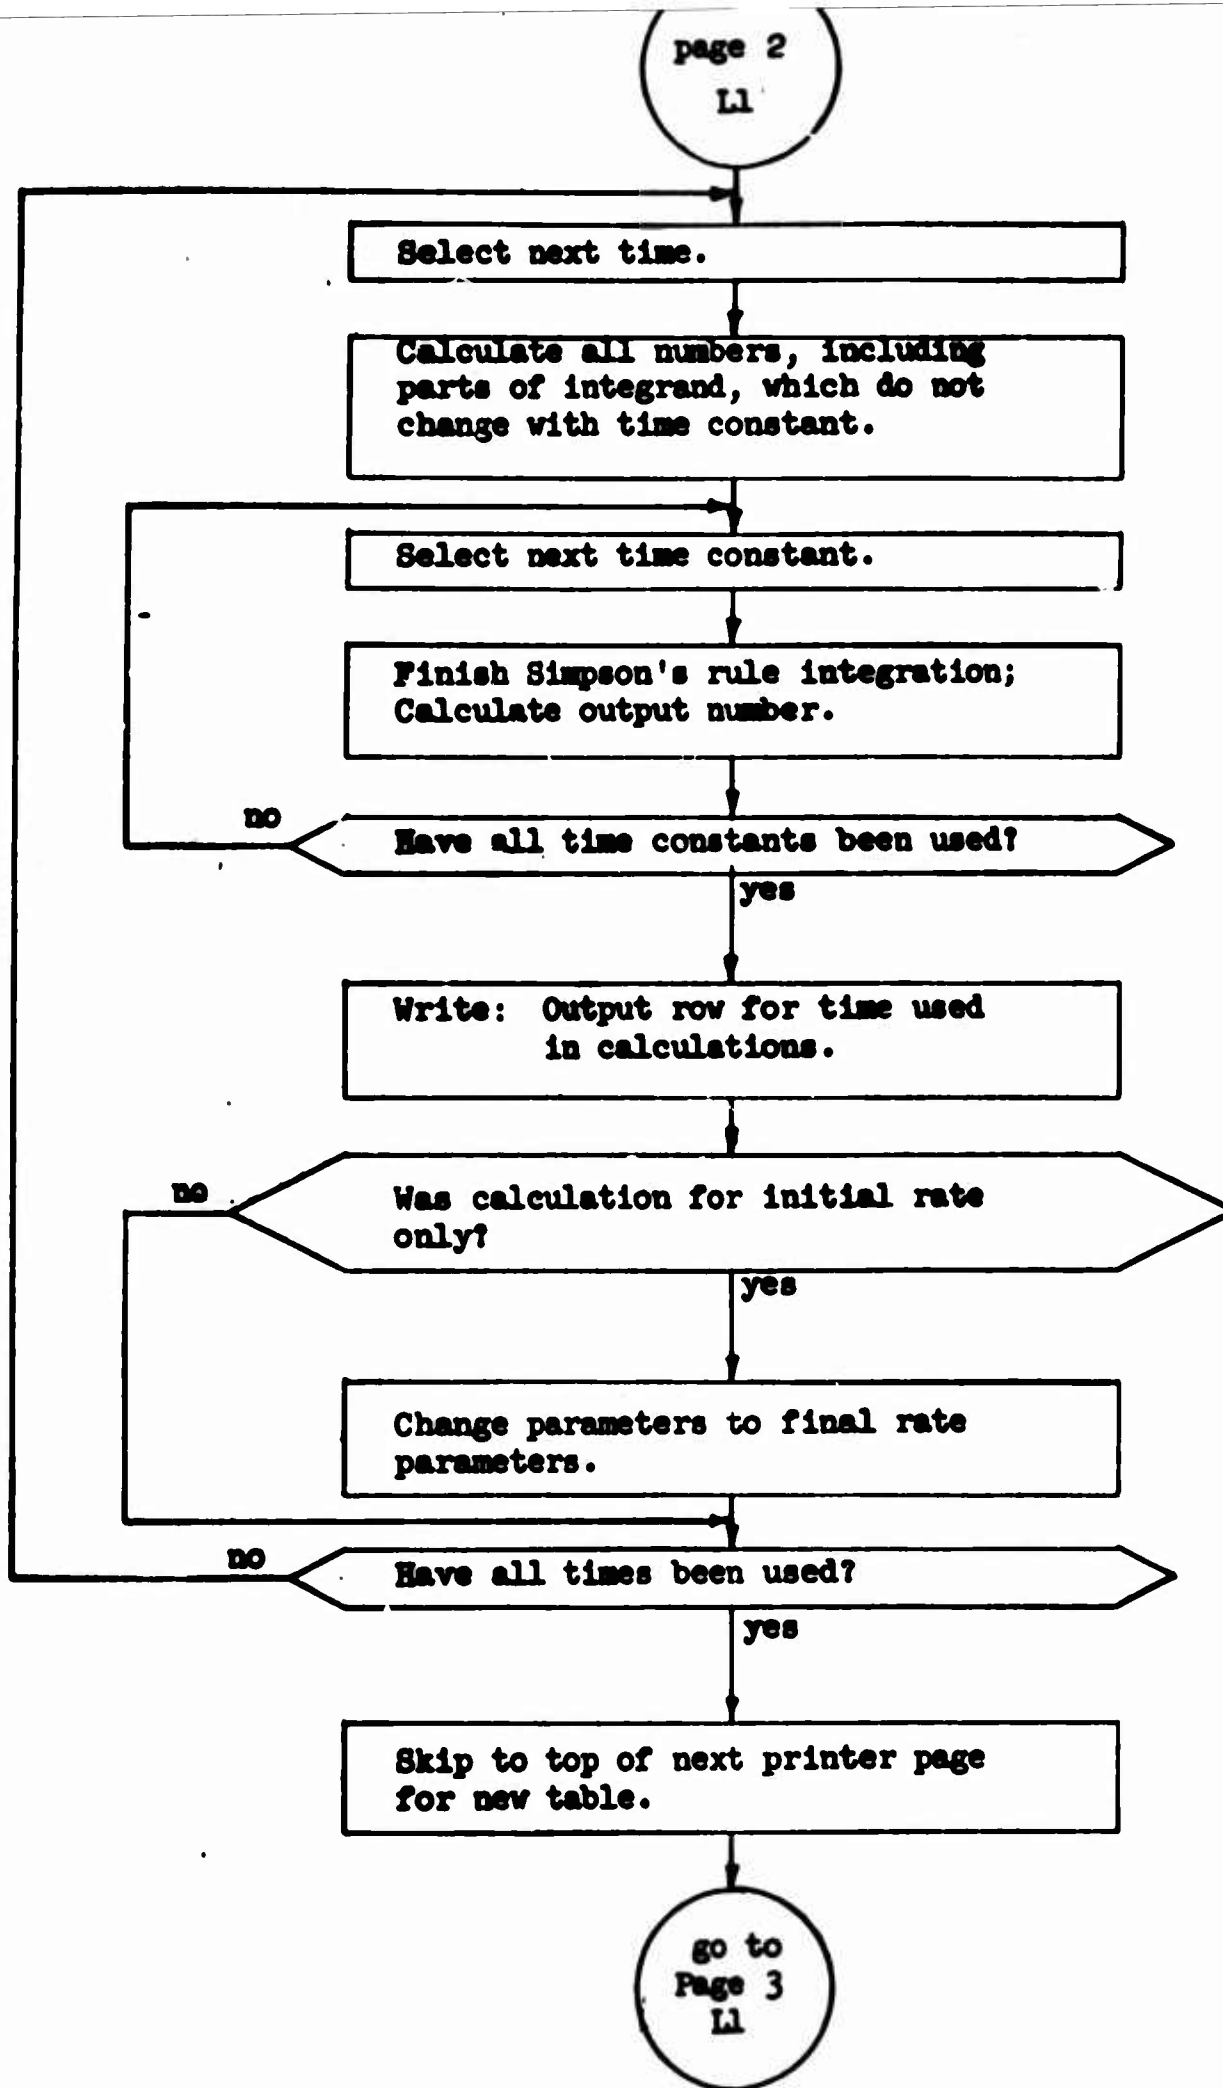 page 2
L1
Select next time.
Calculate all numbers, including
parts of integrand, which do not
change with time constant.
Select next time constant.
Finish Simpson's rule integration;
Calculate output number.
no
Have all time constants been used?
yes
Write: Output row for time used
in calculations.
no
Was calculation for initial rate
only?
yes
Change parameters to final rate
parameters.
no
Have all times been used?
yes
Skip to top of next printer page
for new table.
go to
Page 3
L1